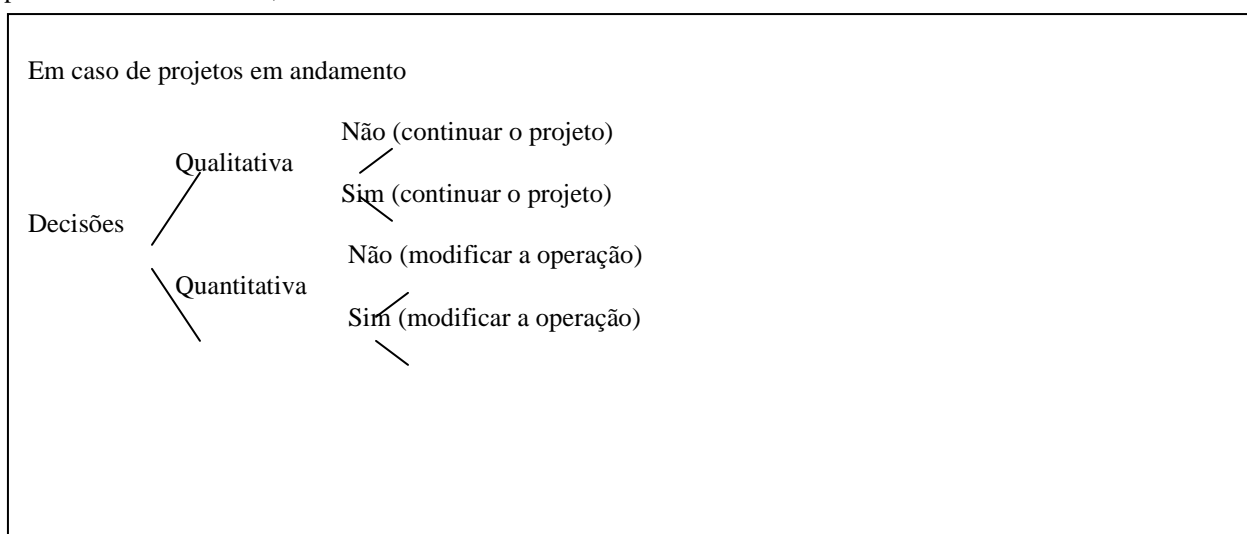 Em caso de projetos em andamento
Não (continuar o projeto)
Qualitativa
Sim (continuar o projeto)
Decisões
Não (modificar a operação)
Quantitativa
Sim (modificar a operação)